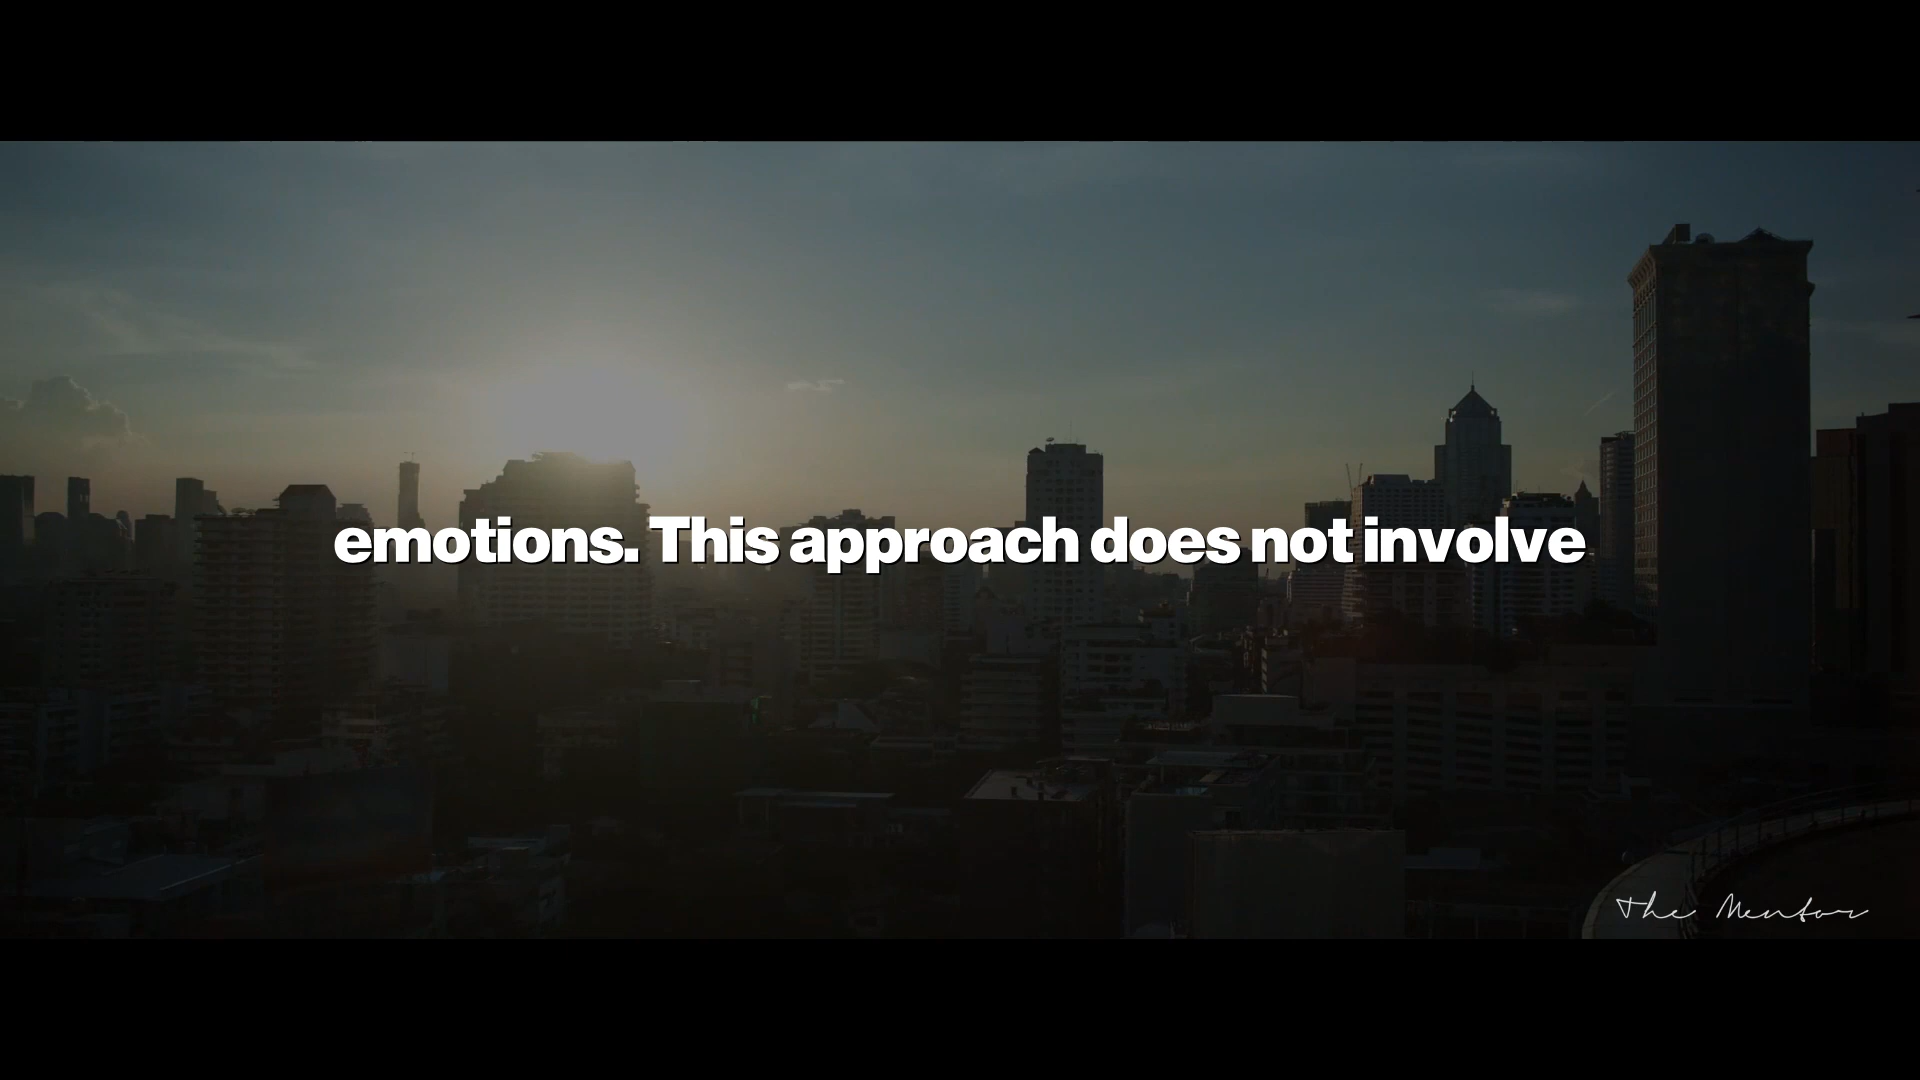 emotions. This approach does not involve
The Mentor